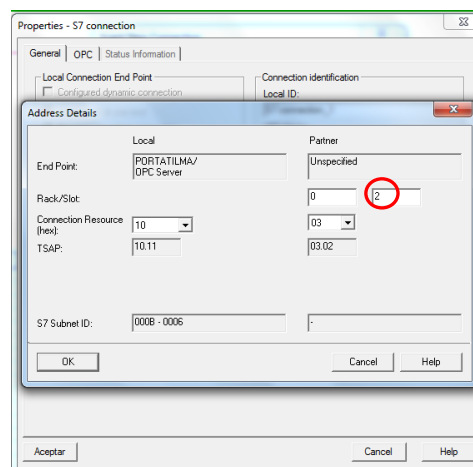 Properties - S7 connection
General OPC Status Information
Local Connection End Point Connection identification
Configured dynamic connection Local ID:
Address Details
Local Partner
End Point: PORTATILMA/ Unspecified
OPC Server
Rack/Slot: 0 2
Connection Resource 10 03
(hex):
TSAP: 10.11 03.02
S7 Subnet ID: 000B - 0006 -
OK Cancel Help
Aceptar Cancel Help